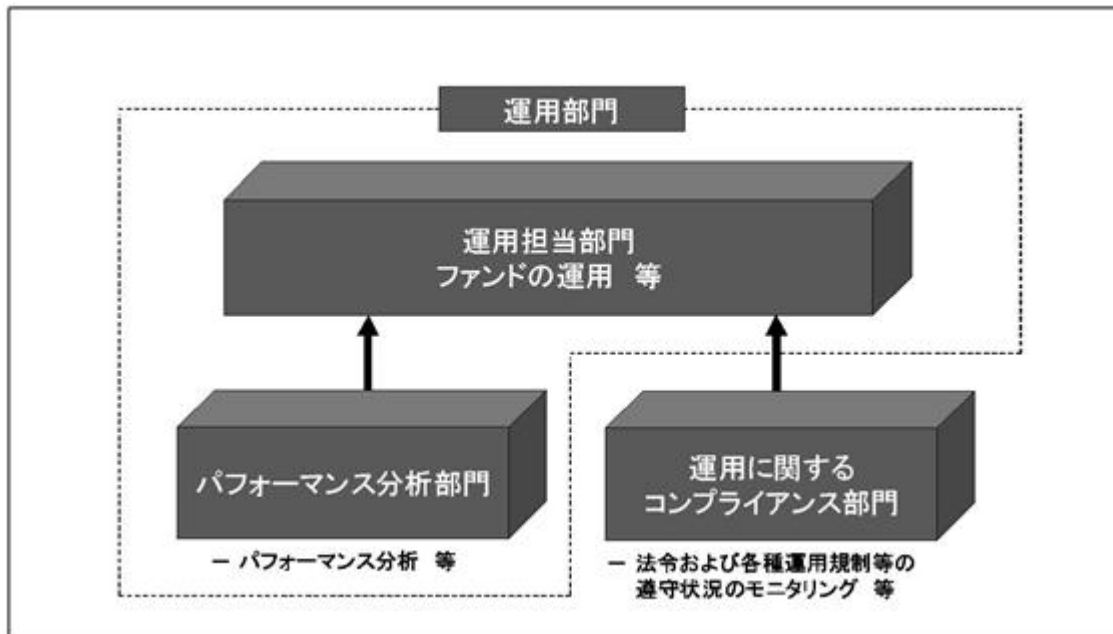 運用部門
運用担当部門
ファンドの運用 等
パフォーマンス分析部門
ー パフォーマンス分析 等
運用に関する
コンプライアンス部門
ー 法令および各種運用規制等の
遵守状況のモニタリング 等